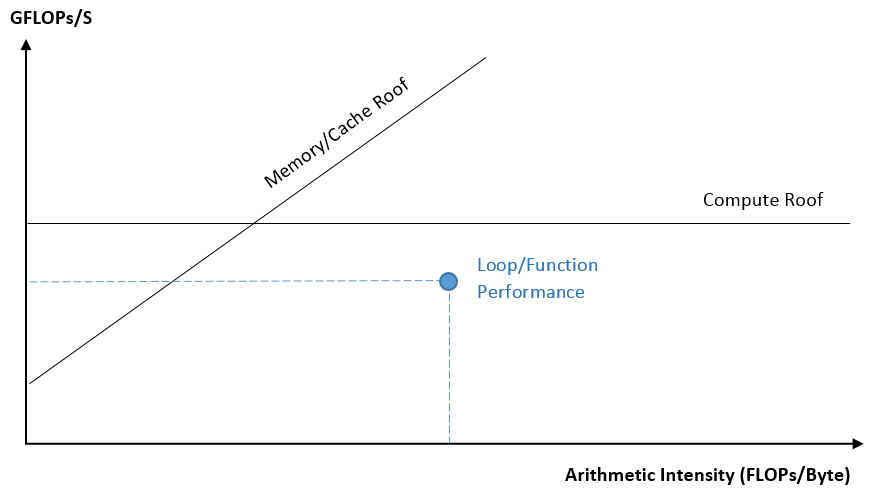 GFLOPs/S
Memory/Cache Roof
Compute Roof
Loop/Function
Performance
Arithmetic Intensity (FLOPs/Byte)